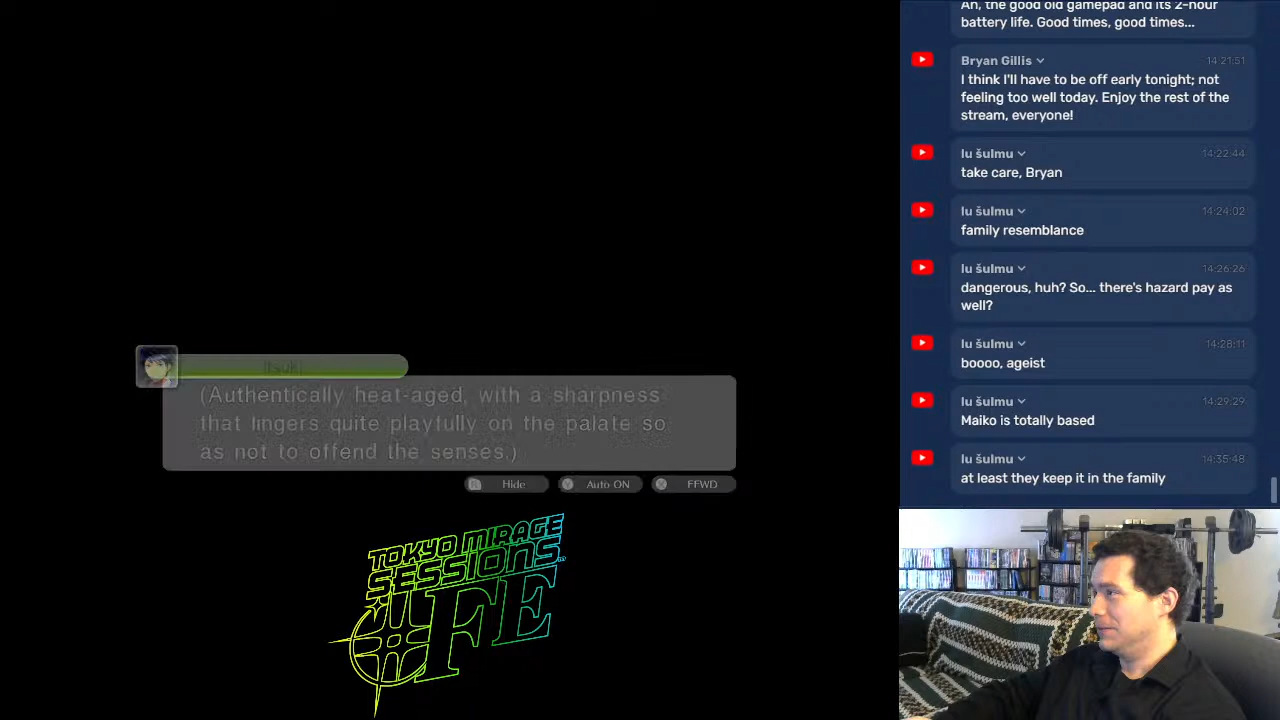 Itsuki
(Authentically heat-aged, with a sharpness
that lingers quite playfully on the palate so
as not to offend the senses.)
R Hide Y Auto ON X FFWD
TOKYO MIRAGE
SESSIONS
#FE
Ah, the good old gamepad and its 2-hour
battery life. Good times, good times...
Bryan Gillis 14:21:51
I think I'll have to be off early tonight; not
feeling too well today. Enjoy the rest of the
stream, everyone!
lu šulmu 14:22:44
take care, Bryan
lu šulmu 14:24:02
family resemblance
lu šulmu 14:26:26
dangerous, huh? So... there's hazard pay as
well?
lu šulmu 14:28:11
boooo, ageist
lu šulmu 14:29:29
Maiko is totally based
lu šulmu 14:35:48
at least they keep it in the family